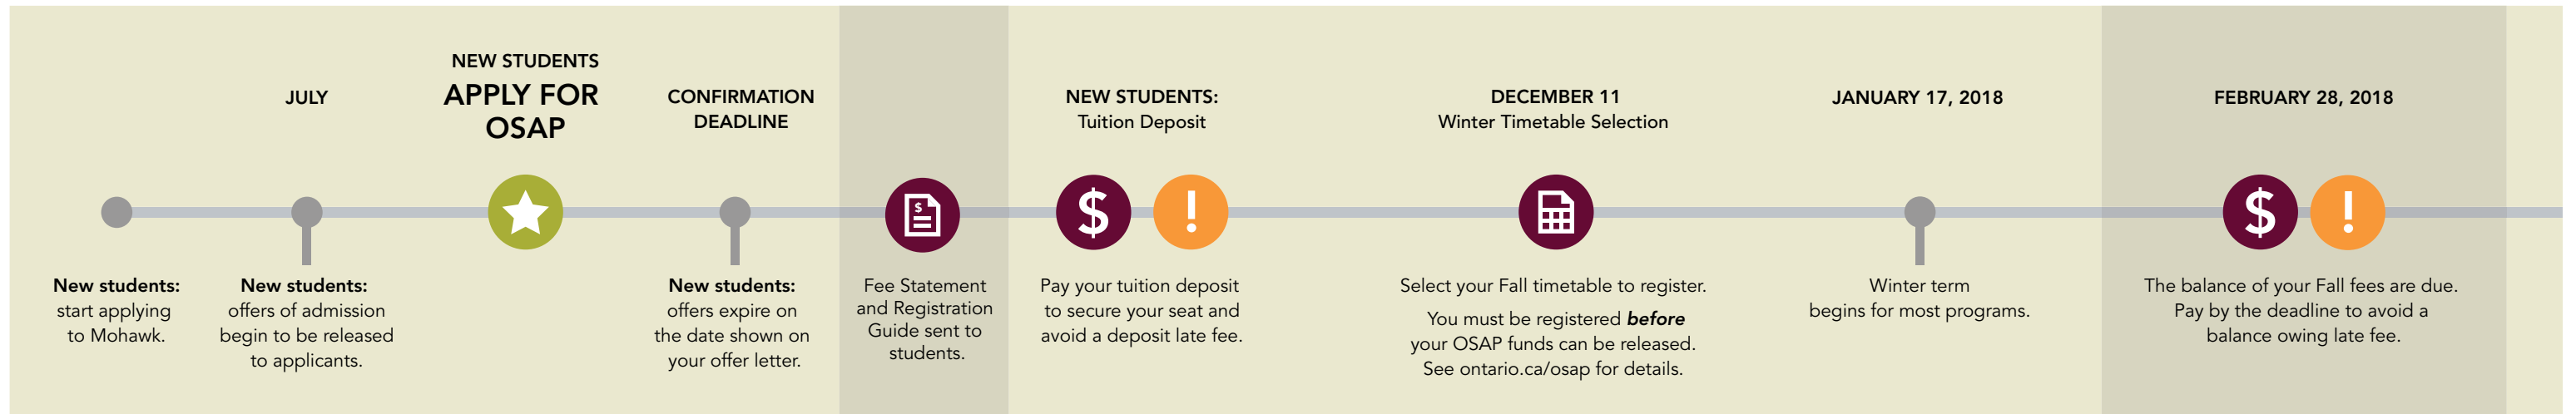 New students:
start applying
to Mohawk.
JULY
New students:
offers of admission
begin to be released
to applicants.
NEW STUDENTS
APPLY FOR
OSAP
CONFIRMATION
DEADLINE
New students:
offers expire on
the date shown on
your offer letter.
$
Fee Statement
and Registration
Guide sent to
students.
NEW STUDENTS:
Tuition Deposit
$ !
Pay your tuition deposit
to secure your seat and
avoid a deposit late fee.
DECEMBER 11
Winter Timetable Selection
Select your Fall timetable to register.
You must be registered before
your OSAP funds can be released.
See ontario.ca/osap for details.
JANUARY 17, 2018
Winter term
begins for most programs.
FEBRUARY 28, 2018
$ !
The balance of your Fall fees are due.
Pay by the deadline to avoid a
balance owing late fee.